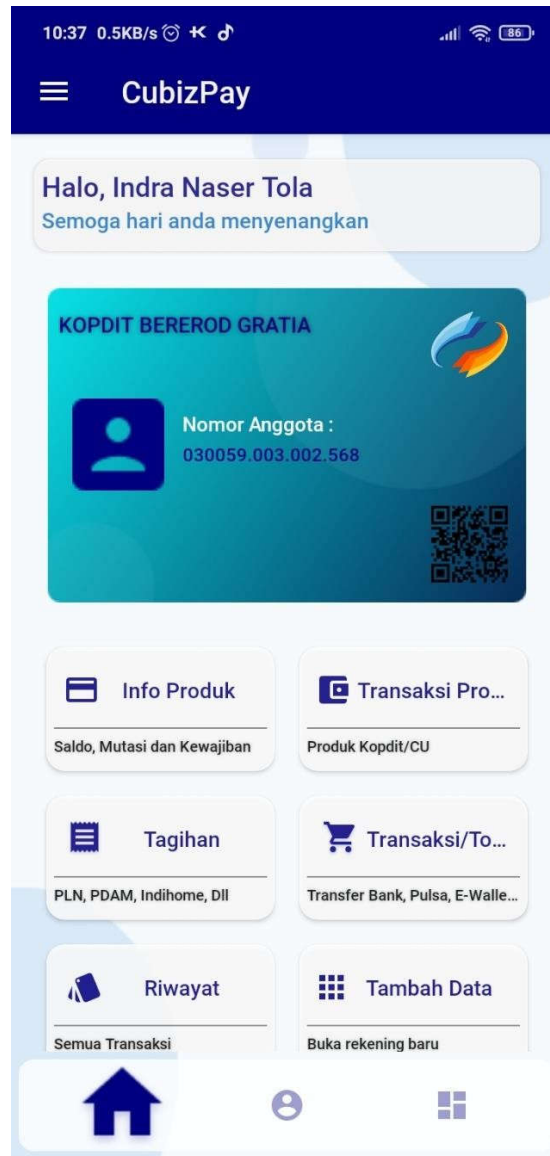 10:37 0.5KB/s
86
CubizPay
Halo, Indra Naser Tola
Semoga hari anda menyenangkan
KOPDIT BEREROD GRATIA
Nomor Anggota :
030059.003.002.568
Info Produk
Saldo, Mutasi dan Kewajiban
Transaksi Pro...
Produk Kopdit/CU
Tagihan
PLN, PDAM, Indihome, Dll
Transaksi/To...
Transfer Bank, Pulsa, E-Walle...
Riwayat
Semua Transaksi
Tambah Data
Buka rekening baru